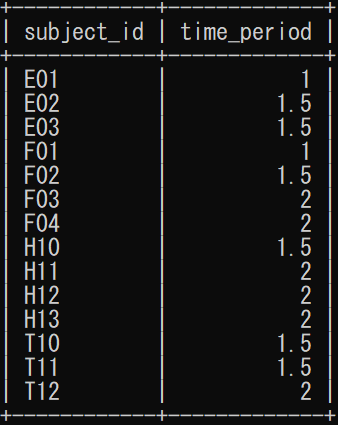 +------------+-------------+
| subject_id | time_period |
+------------+-------------+
| E01        |           1 |
| E02        |         1.5 |
| E03        |         1.5 |
| F01        |           1 |
| F02        |         1.5 |
| F03        |           2 |
| F04        |           2 |
| H10        |         1.5 |
| H11        |           2 |
| H12        |           2 |
| H13        |           2 |
| T10        |         1.5 |
| T11        |         1.5 |
| T12        |           2 |
+------------+-------------+